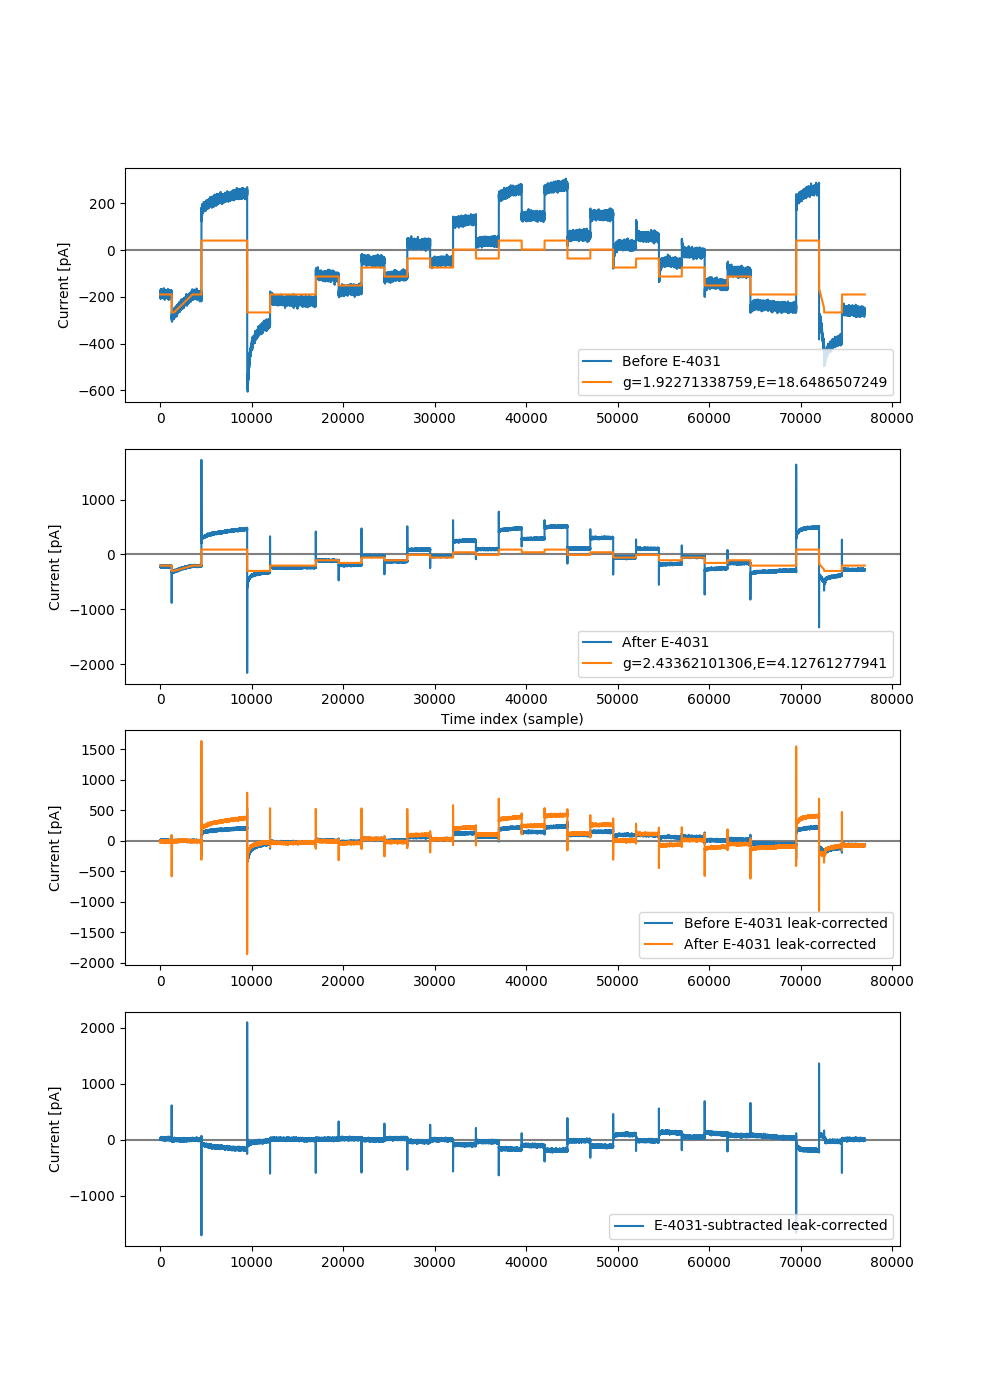 200
0
−200
−400
−600
Current [pA]
Before E-4031
g=1.92271338759,E=18.6486507249
0 10000 20000 30000 40000 50000 60000 70000 80000
1000
0
−1000
−2000
Current [pA]
After E-4031
g=2.43362101306,E=4.12761277941
0 10000 20000 30000 40000 50000 60000 70000 80000
Time index (sample)
1500
1000
500
0
−500
−1000
−1500
−2000
Current [pA]
Before E-4031 leak-corrected
After E-4031 leak-corrected
0 10000 20000 30000 40000 50000 60000 70000 80000
2000
1000
0
−1000
Current [pA]
E-4031-subtracted leak-corrected
0 10000 20000 30000 40000 50000 60000 70000 80000